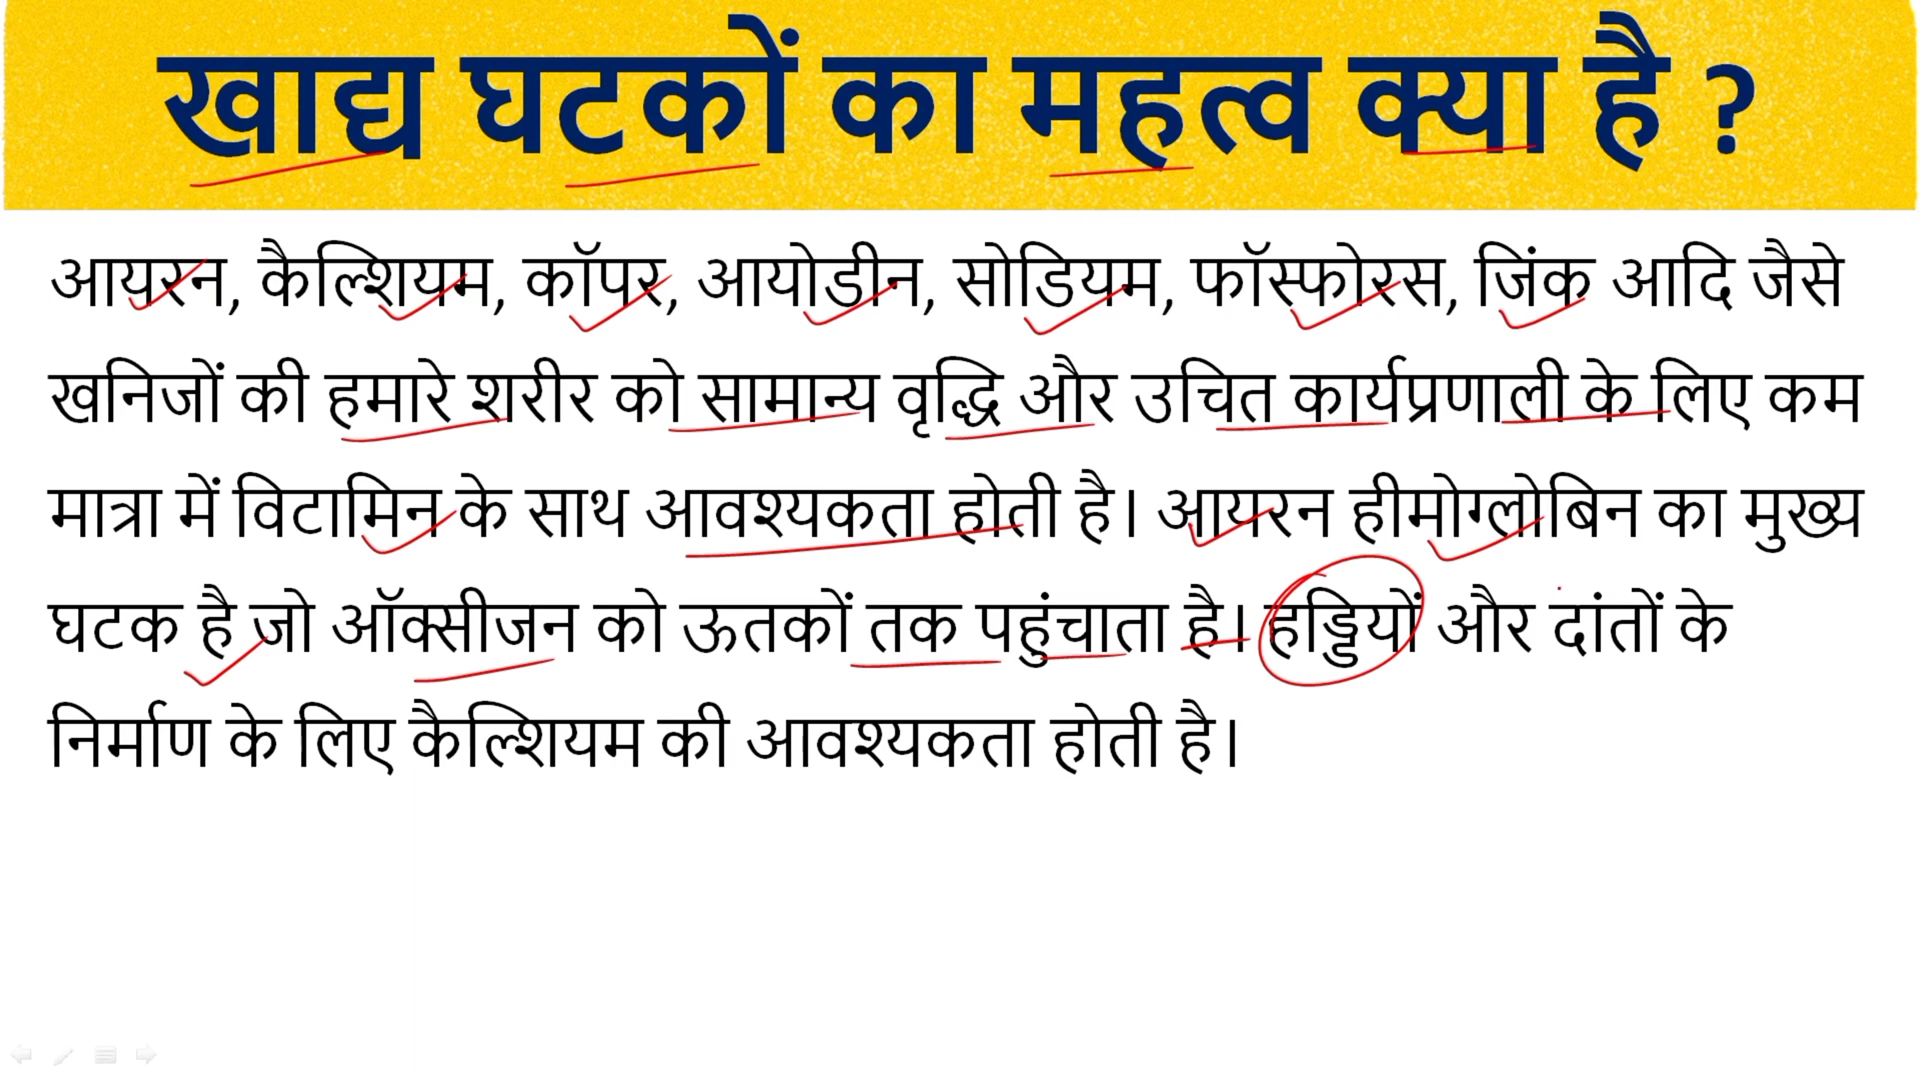 खाद्य घटकों का महत्व क्या है ?
आयरन, कैल्शियम, कॉपर, आयोडीन, सोडियम, फॉस्फोरस, जिंक आदि जैसे
खनिजों की हमारे शरीर को सामान्य वृद्धि और उचित कार्यप्रणाली के लिए कम
मात्रा में विटामिन के साथ आवश्यकता होती है। आयरन हीमोग्लोबिन का मुख्य
घटक है जो ऑक्सीजन को ऊतकों तक पहुंचाता है। हड्डियों और दांतों के
निर्माण के लिए कैल्शियम की आवश्यकता होती है।